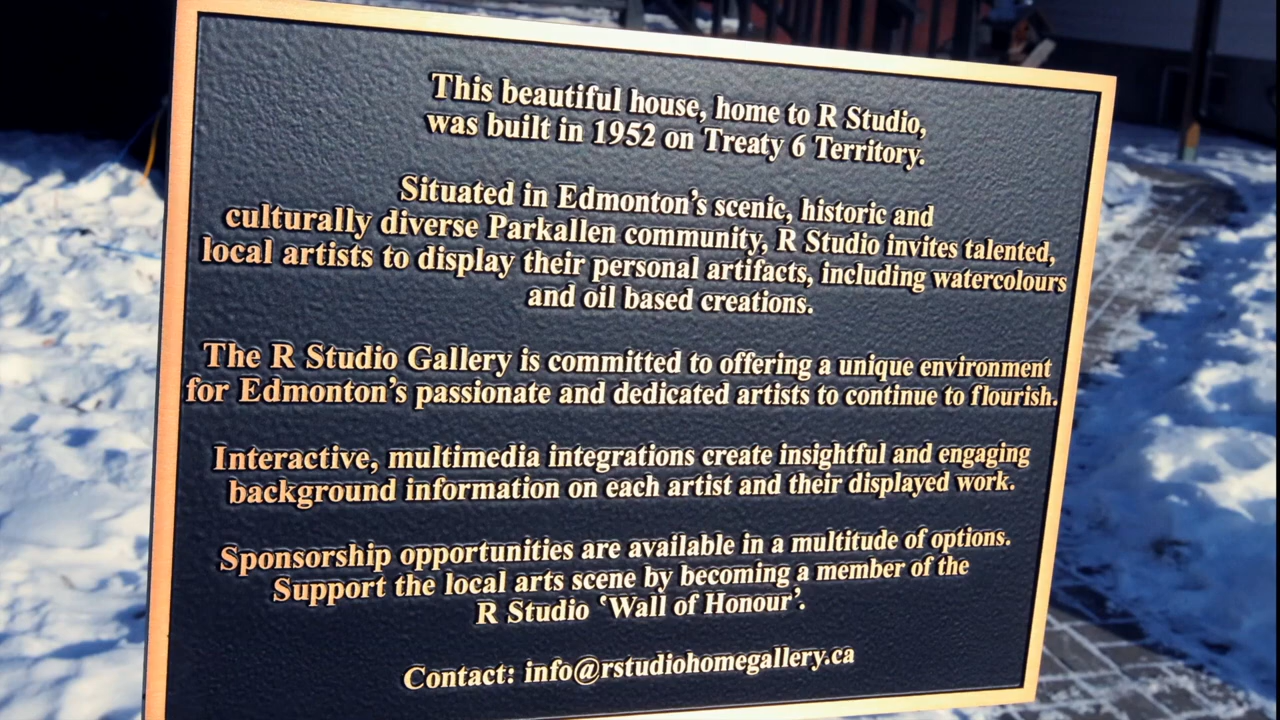 This beautiful house, home to R Studio,
was built in 1952 on Treaty 6 Territory.
Situated in Edmonton's scenic, historic and
culturally diverse Parkallen community, R Studio invites talented,
local artists to display their personal artifacts, including watercolours
and oil based creations.
The R Studio Gallery is committed to offering a unique environment
for Edmonton's passionate and dedicated artists to continue to flourish.
Interactive, multimedia integrations create insightful and engaging
background information on each artist and their displayed work.
Sponsorship opportunities are available in a multitude of options.
Support the local arts scene by becoming a member of the
R Studio 'Wall of Honour'.
Contact: info@rstudiohomegallery.ca